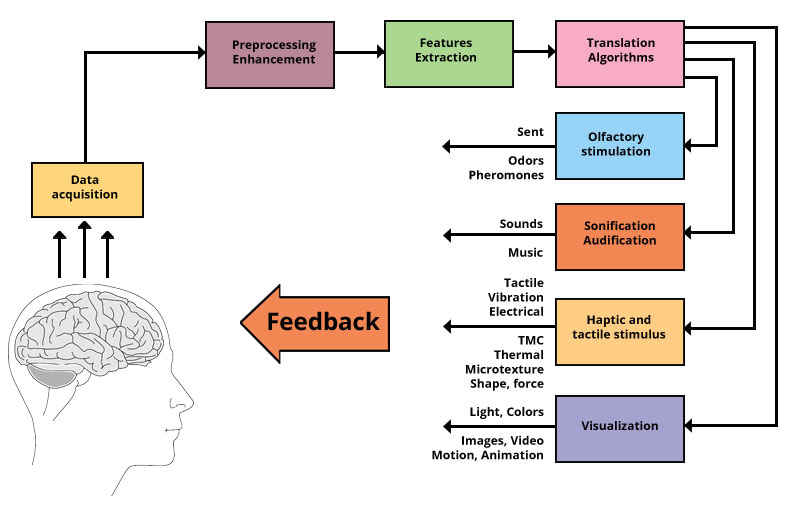 Preprocessing
Enhancement
Features
Extraction
Translation
Algorithms
Data
acquisition
Sent
Odors
Pheromones
Olfactory
stimulation
Sounds
Music
Sonification
Audification
Feedback
Tactile
Vibration
Electrical
TMC
Thermal
Microtexture
Shape, force
Haptic and
tactile stimulus
Light, Colors
Images, Video
Motion, Animation
Visualization